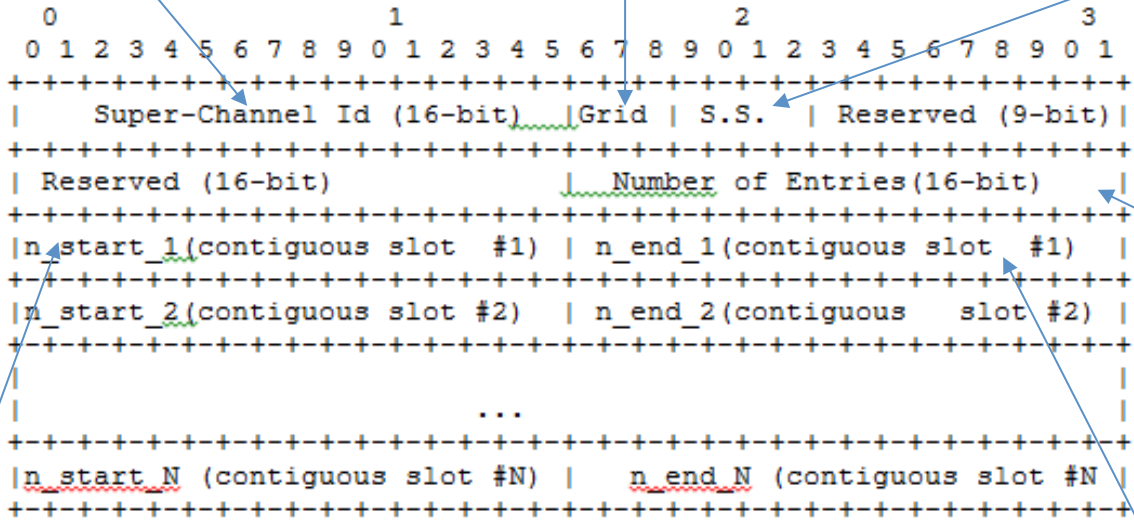 0                   1                   2                   3
0 1 2 3 4 5 6 7 8 9 0 1 2 3 4 5 6 7 8 9 0 1 2 3 4 5 6 7 8 9 0 1
+-+-+-+-+-+-+-+-+-+-+-+-+-+-+-+-+-+-+-+-+-+-+-+-+-+-+-+-+-+-+-+-+
|    Super-Channel Id (16-bit)   |Grid | S.S.  | Reserved (9-bit)|
+-+-+-+-+-+-+-+-+-+-+-+-+-+-+-+-+-+-+-+-+-+-+-+-+-+-+-+-+-+-+-+-+
| Reserved (16-bit)              |  Number of Entries(16-bit)    |
+-+-+-+-+-+-+-+-+-+-+-+-+-+-+-+-+-+-+-+-+-+-+-+-+-+-+-+-+-+-+-+-+
|n_start_1(contiguous slot  #1) | n_end_1(contiguous slot  #1)  |
+-+-+-+-+-+-+-+-+-+-+-+-+-+-+-+-+-+-+-+-+-+-+-+-+-+-+-+-+-+-+-+-+
|n_start_2(contiguous slot #2)  | n_end_2(contiguous   slot #2) |
+-+-+-+-+-+-+-+-+-+-+-+-+-+-+-+-+-+-+-+-+-+-+-+-+-+-+-+-+-+-+-+-+
|                                                               |
|                          ...                                  |
+-+-+-+-+-+-+-+-+-+-+-+-+-+-+-+-+-+-+-+-+-+-+-+-+-+-+-+-+-+-+-+-+
|n_start_N (contiguous slot #N) |   n_end_N (contiguous slot #N |
+-+-+-+-+-+-+-+-+-+-+-+-+-+-+-+-+-+-+-+-+-+-+-+-+-+-+-+-+-+-+-+-+